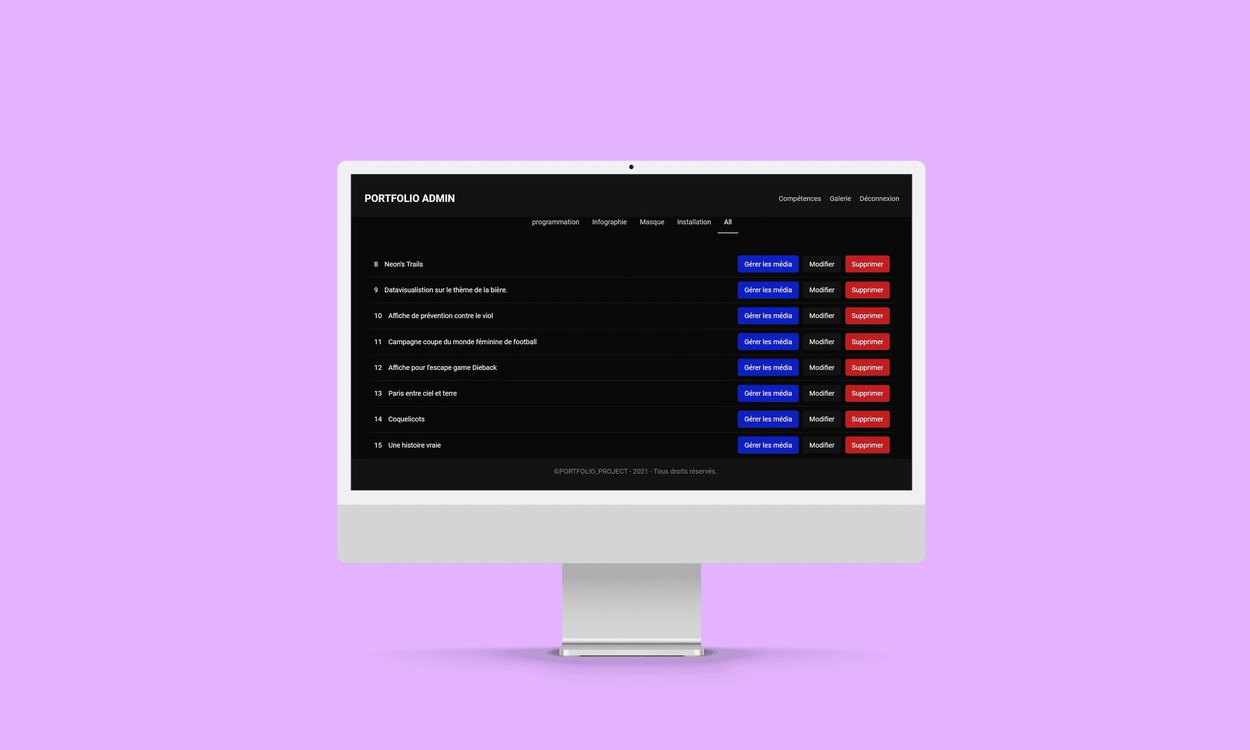 PORTFOLIO ADMIN Compétences Galerie Déconnexion
programmation Infographie Masque Installation All
8 Neon's Trails Gérer les média Modifier Supprimer
9 Datavisualistion sur le thème de la bière. Gérer les média Modifier Supprimer
10 Affiche de prévention contre le viol Gérer les média Modifier Supprimer
11 Campagne coupe du monde féminine de football Gérer les média Modifier Supprimer
12 Affiche pour l'escape game Dieback Gérer les média Modifier Supprimer
13 Paris entre ciel et terre Gérer les média Modifier Supprimer
14 Coquelicots Gérer les média Modifier Supprimer
15 Une histoire vraie Gérer les média Modifier Supprimer
©PORTFOLIO_PROJECT - 2021 - Tous droits réservés.